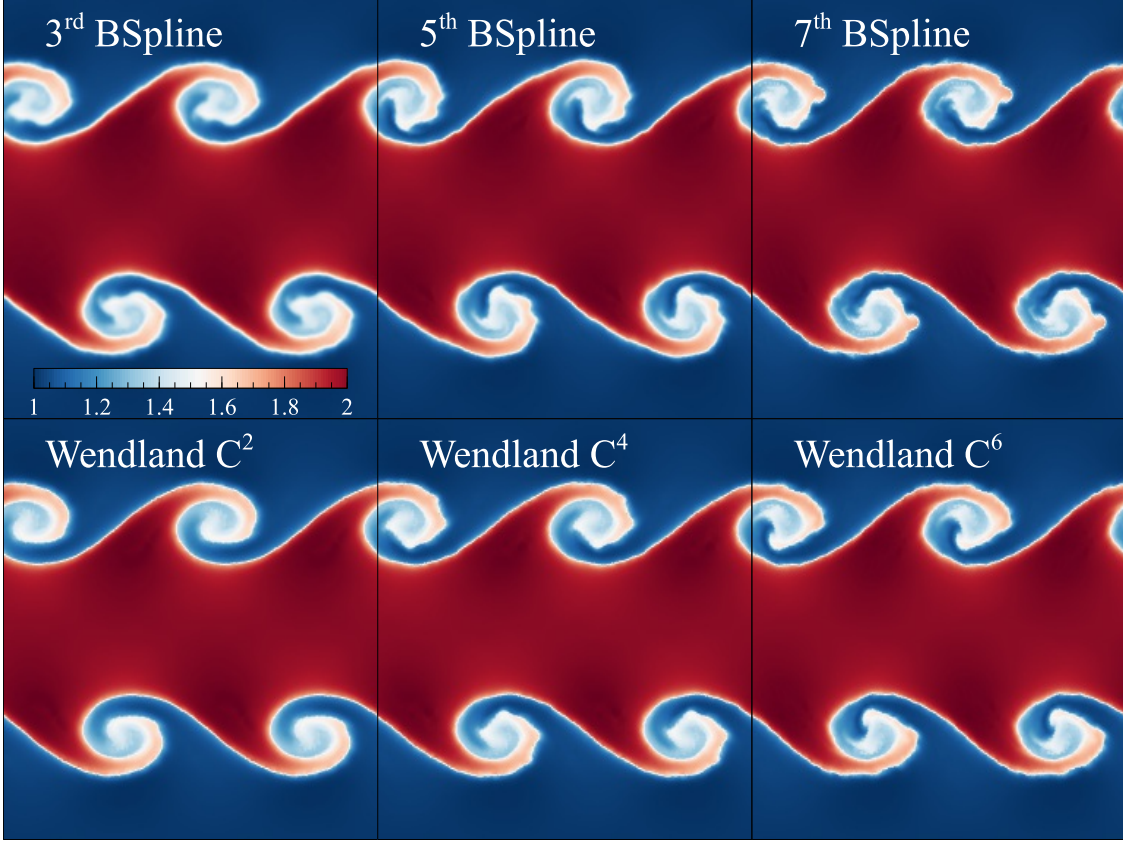 3rd BSpline
5th BSpline
7th BSpline
1 1.2 1.4 1.6 1.8 2
Wendland C2
Wendland C4
Wendland C6